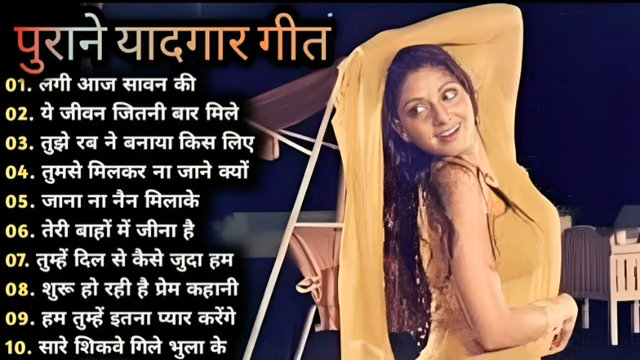 पुराने यादगार गीत
01. लगी आज सावन की
02. ये जीवन जितनी बार मिले
03. तुझे रब ने बनाया किस लिए
04. तुमसे मिलकर ना जाने क्यों
05. जाना ना नैन मिलाके
06. तेरी बाहों में जीना है
07. तुम्हें दिल से कैसे जुदा हम
08. शुरू हो रही है प्रेम कहानी
09. हम तुम्हें इतना प्यार करेंगे
10. सारे शिकवे गिले भुला के